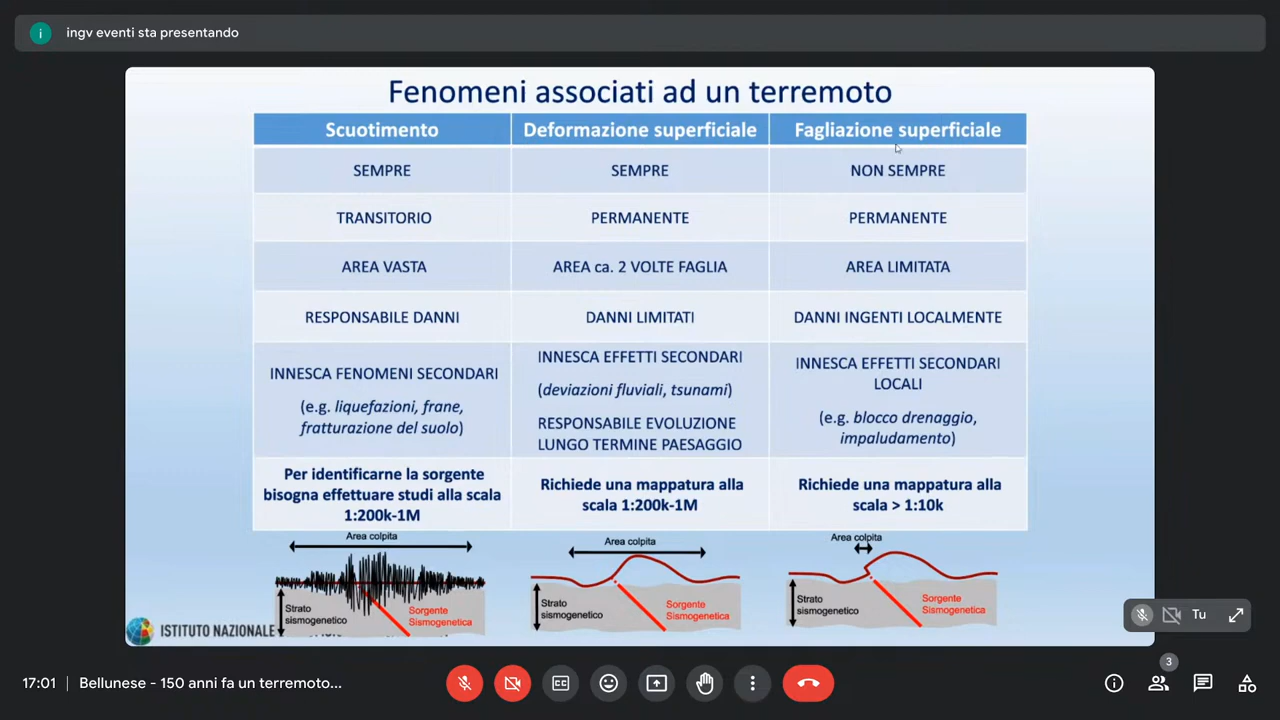 i
ingv eventi sta presentando
Fenomeni associati ad un terremoto
Scuotimento
Deformazione superficiale
Fagliazione superficiale
SEMPRE
SEMPRE
NON SEMPRE
TRANSITORIO
PERMANENTE
PERMANENTE
AREA VASTA
AREA ca. 2 VOLTE FAGLIA
AREA LIMITATA
RESPONSABILE DANNI
DANNI LIMITATI
DANNI INGENTI LOCALMENTE
INNESCA FENOMENI SECONDARI
(e.g. liquefazioni, frane,
fratturazione del suolo)
INNESCA EFFETTI SECONDARI
(deviazioni fluviali, tsunami)
RESPONSABILE EVOLUZIONE
LUNGO TERMINE PAESAGGIO
INNESCA EFFETTI SECONDARI
LOCALI
(e.g. blocco drenaggio,
impaludamento)
Per identificarne la sorgente
bisogna effettuare studi alla scala
1:200k-1M
Richiede una mappatura alla
scala 1:200k-1M
Richiede una mappatura alla
scala > 1:10k
Area colpita
Strato
sismogenetico
Sorgente
Sismogenetica
Area colpita
Strato
sismogenetico
Sorgente
Sismogenetica
Area colpita
Strato
sismogenetico
Sorgente
Sismogenetica
ISTITUTO NAZIONALE
Tu
17:01 | Bellunese - 150 anni fa un terremoto...
3